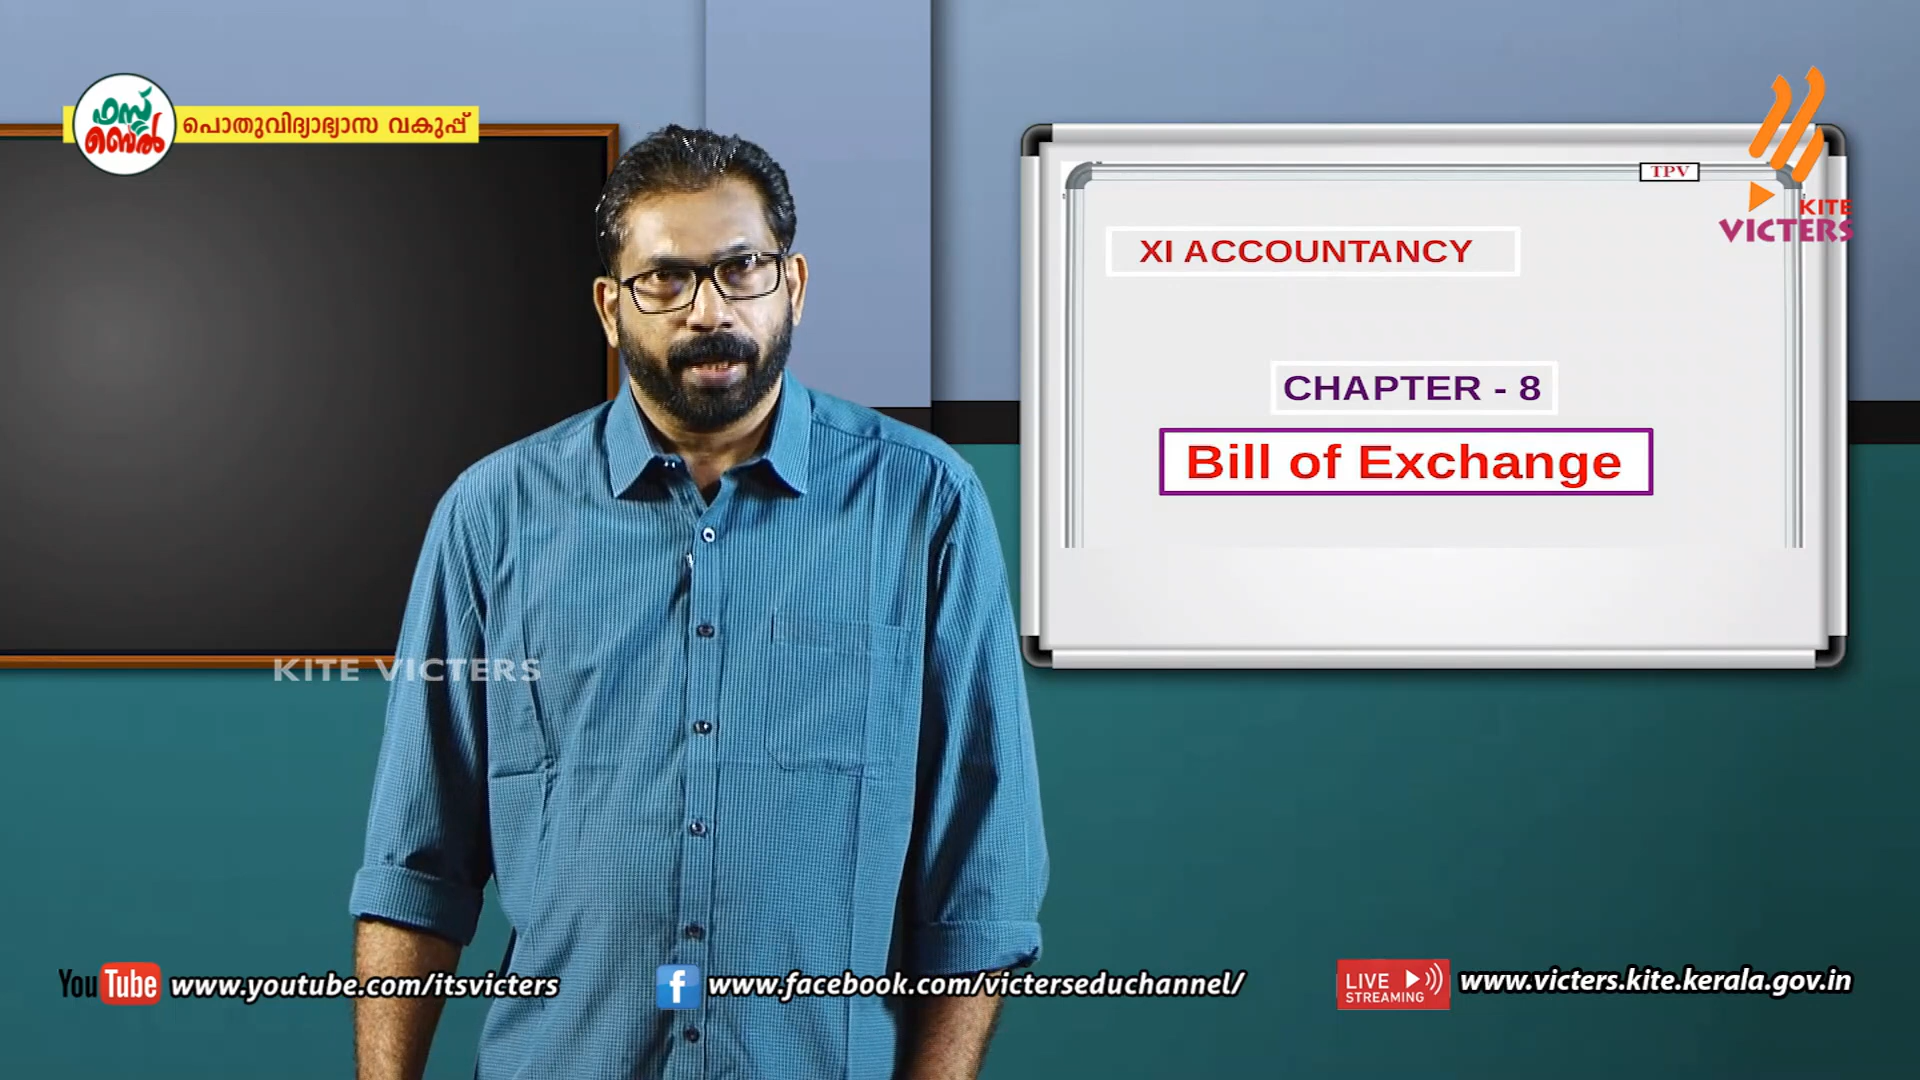 ഫസ്റ്റ്
ബെൽ
പൊതുവിദ്യാഭ്യാസ വകുപ്പ്
TPV
KITE
VICTERS
XI ACCOUNTANCY
CHAPTER - 8
Bill of Exchange
KITE VICTERS
YouTube www.youtube.com/itsvicters
f www.facebook.com/victerseduchannel/
LIVE
STREAMING
www.victers.kite.kerala.gov.in